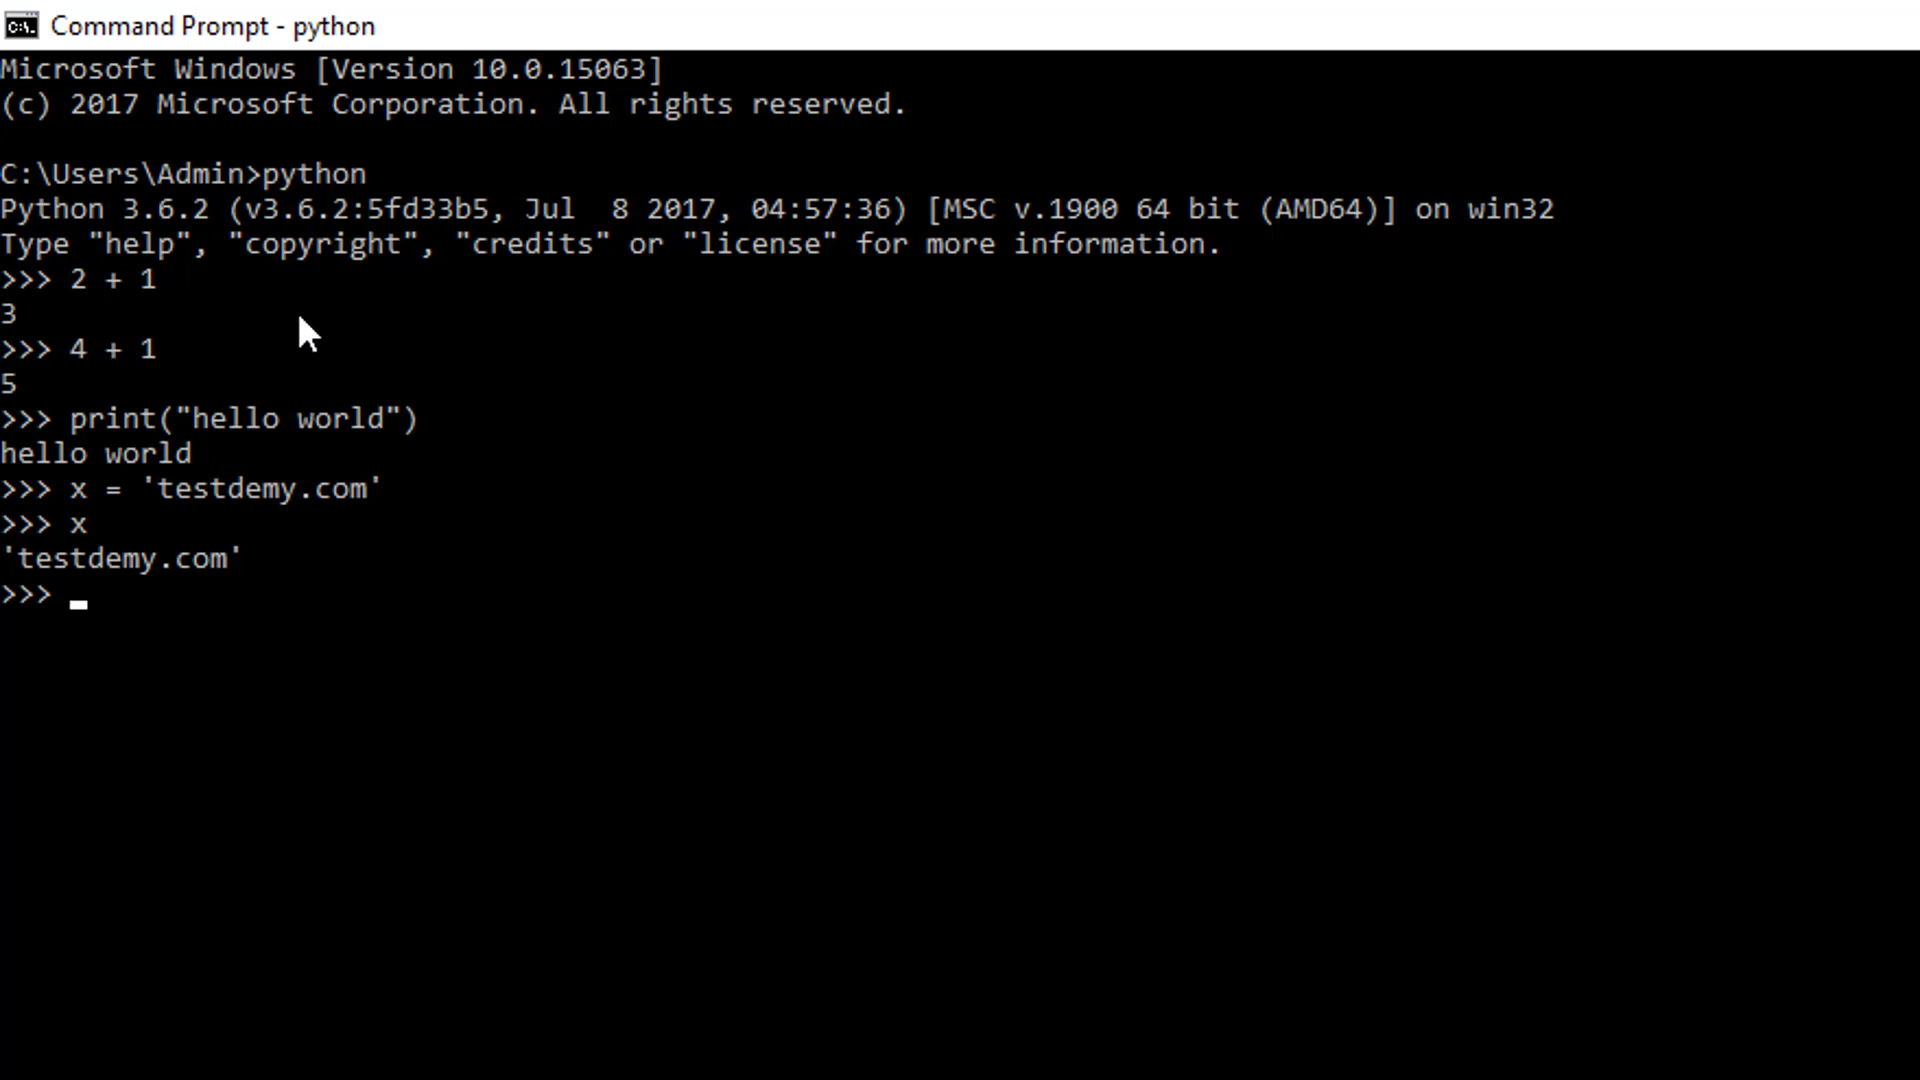 Command Prompt - python
Microsoft Windows [Version 10.0.15063]
(c) 2017 Microsoft Corporation. All rights reserved.
C:\Users\Admin>python
Python 3.6.2 (v3.6.2:5fd33b5, Jul  8 2017, 04:57:36) [MSC v.1900 64 bit (AMD64)] on win32
Type "help", "copyright", "credits" or "license" for more information.
>>> 2 + 1
3
>>> 4 + 1
5
>>> print("hello world")
hello world
>>> x = 'testdemy.com'
>>> x
'testdemy.com'
>>>